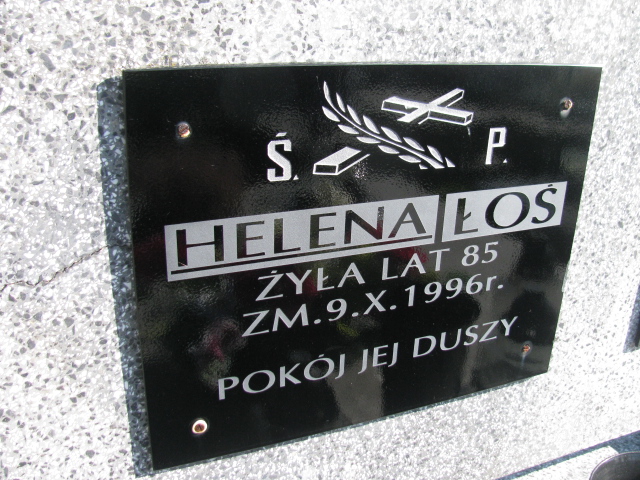 Ś. P.
HELENA ŁOŚ
ŻYŁA LAT 85
ZM.9.X.1996r.
POKÓJ JEJ DUSZY